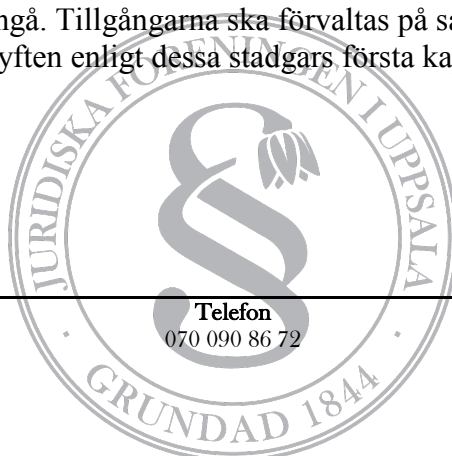 ngå. Tillgångarna ska förvaltas på sa
yften enligt dessa stadgars första ka
JURIDISKA FÖRENINGEN I UPPSALA
Telefon
070 090 86 72
· GRUNDAD 1844 ·